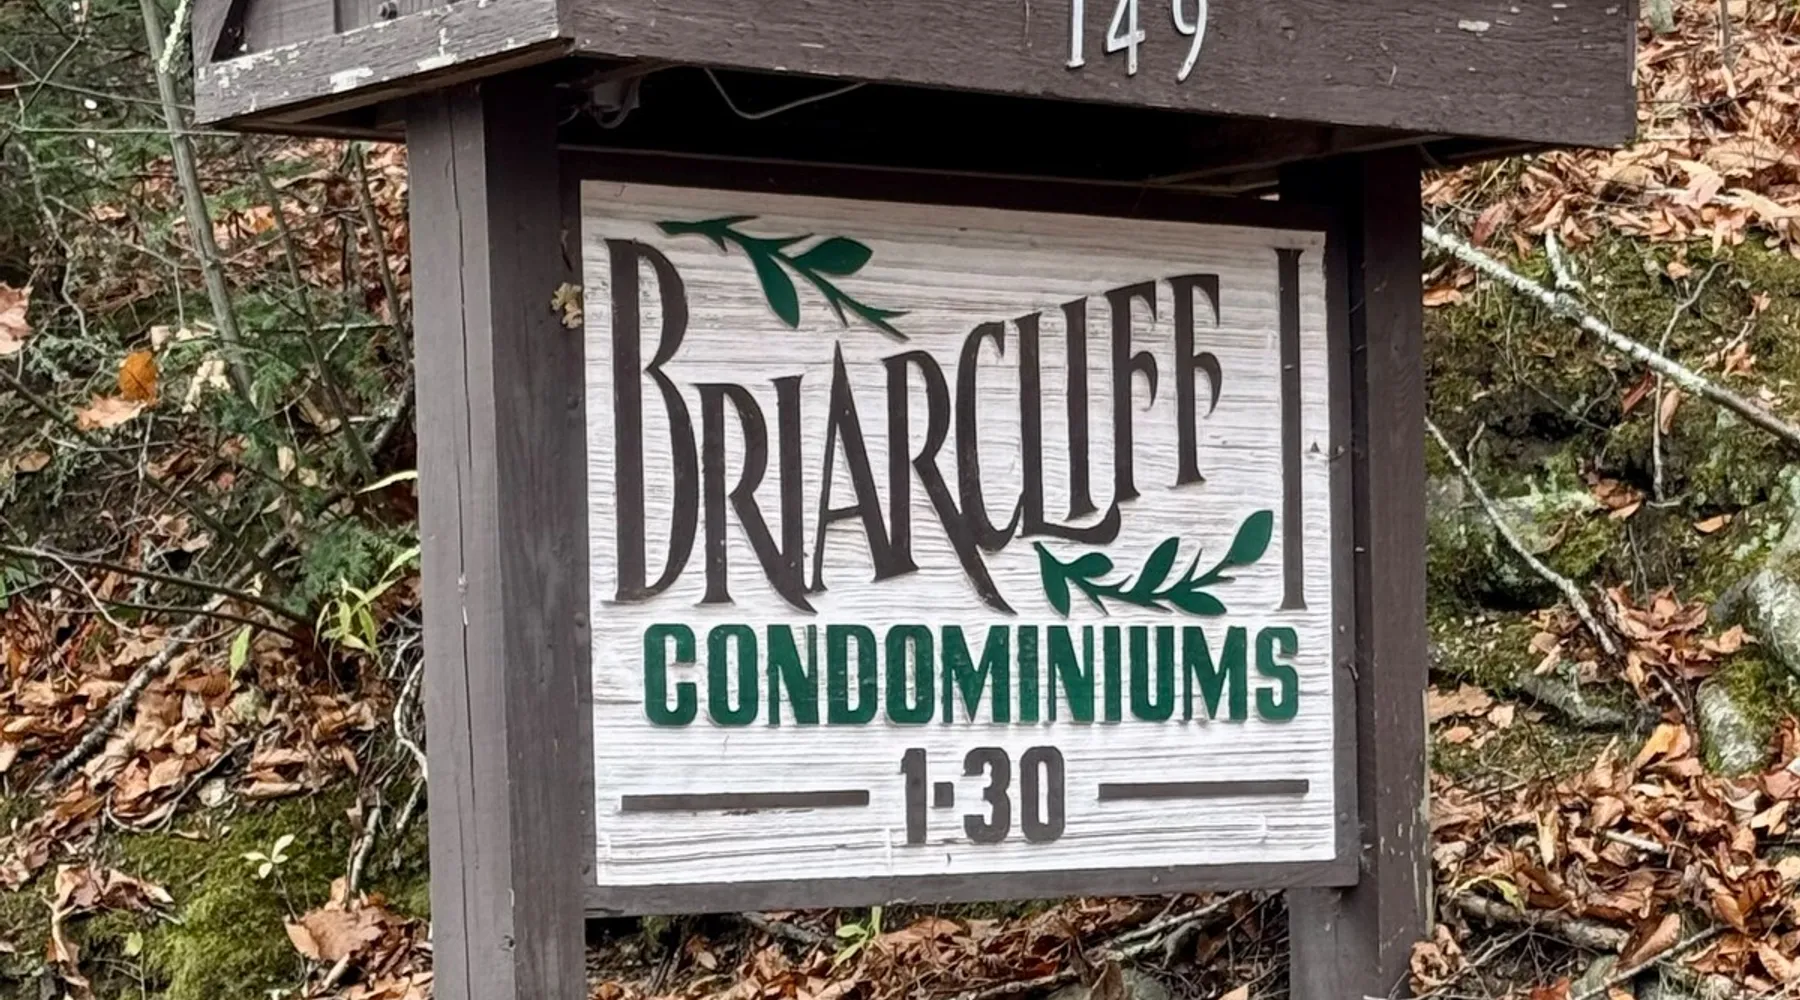 149
BRIARCLIFF I
CONDOMINIUMS
1-30